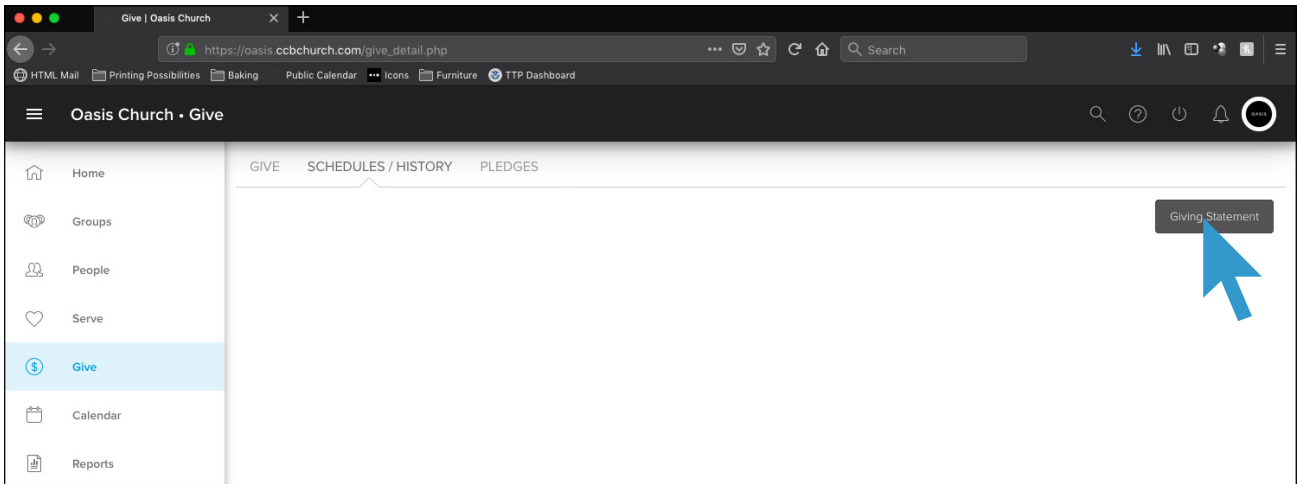 Give | Oasis Church
https://oasis.ccbchurch.com/give_detail.php
Search
HTML Mail Printing Possibilities Baking Public Calendar Icons Furniture TTP Dashboard
Oasis Church • Give
OASIS
Home
GIVE SCHEDULES / HISTORY PLEDGES
Giving Statement
Groups
People
Serve
Give
Calendar
Reports